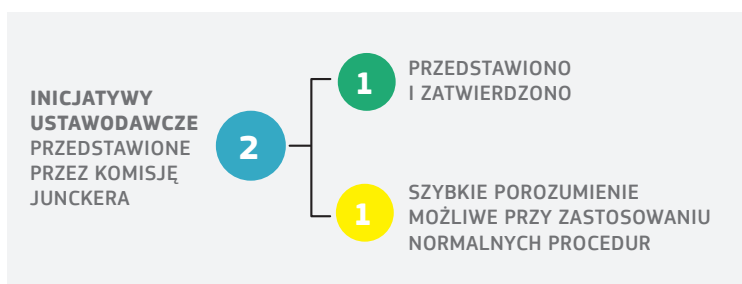 INICJATYWY
USTAWODAWCZE
PRZEDSTAWIONE
PRZEZ KOMISJĘ
JUNCKERA
2
1
PRZEDSTAWIONO
I ZATWIERDZONO
1
SZYBKIE POROZUMIENIE
MOŻLIWE PRZY ZASTOSOWANIU
NORMALNYCH PROCEDUR